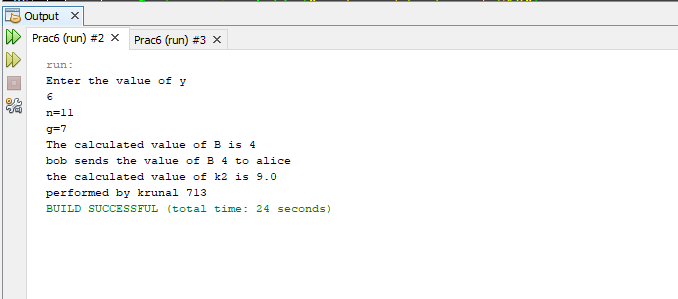 Output ×
Prac6 (run) #2 × Prac6 (run) #3 ×
run:
Enter the value of y
6
n=11
g=7
The calculated value of B is 4
bob sends the value of B 4 to alice
the calculated value of k2 is 9.0
performed by krunal 713
BUILD SUCCESSFUL (total time: 24 seconds)